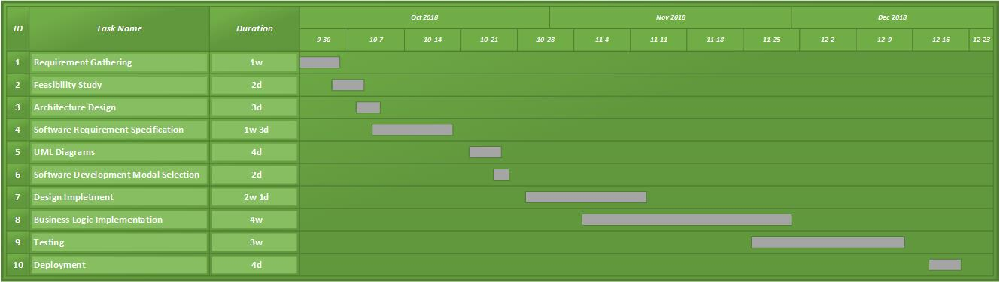 ID Task Name Duration Oct 2018 Nov 2018 Dec 2018
9-30 10-7 10-14 10-21 10-28 11-4 11-11 11-18 11-25 12-2 12-9 12-16 12-23
1 Requirement Gathering 1w
2 Feasibility Study 2d
3 Architecture Design 3d
4 Software Requirement Specification 1w 3d
5 UML Diagrams 4d
6 Software Development Modal Selection 2d
7 Design Impletment 2w 1d
8 Business Logic Implementation 4w
9 Testing 3w
10 Deployment 4d